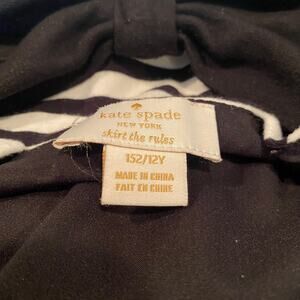 kate spade
NEW YORK
skirt the rules
152/12Y
MADE IN CHINA
FAIT EN CHINE